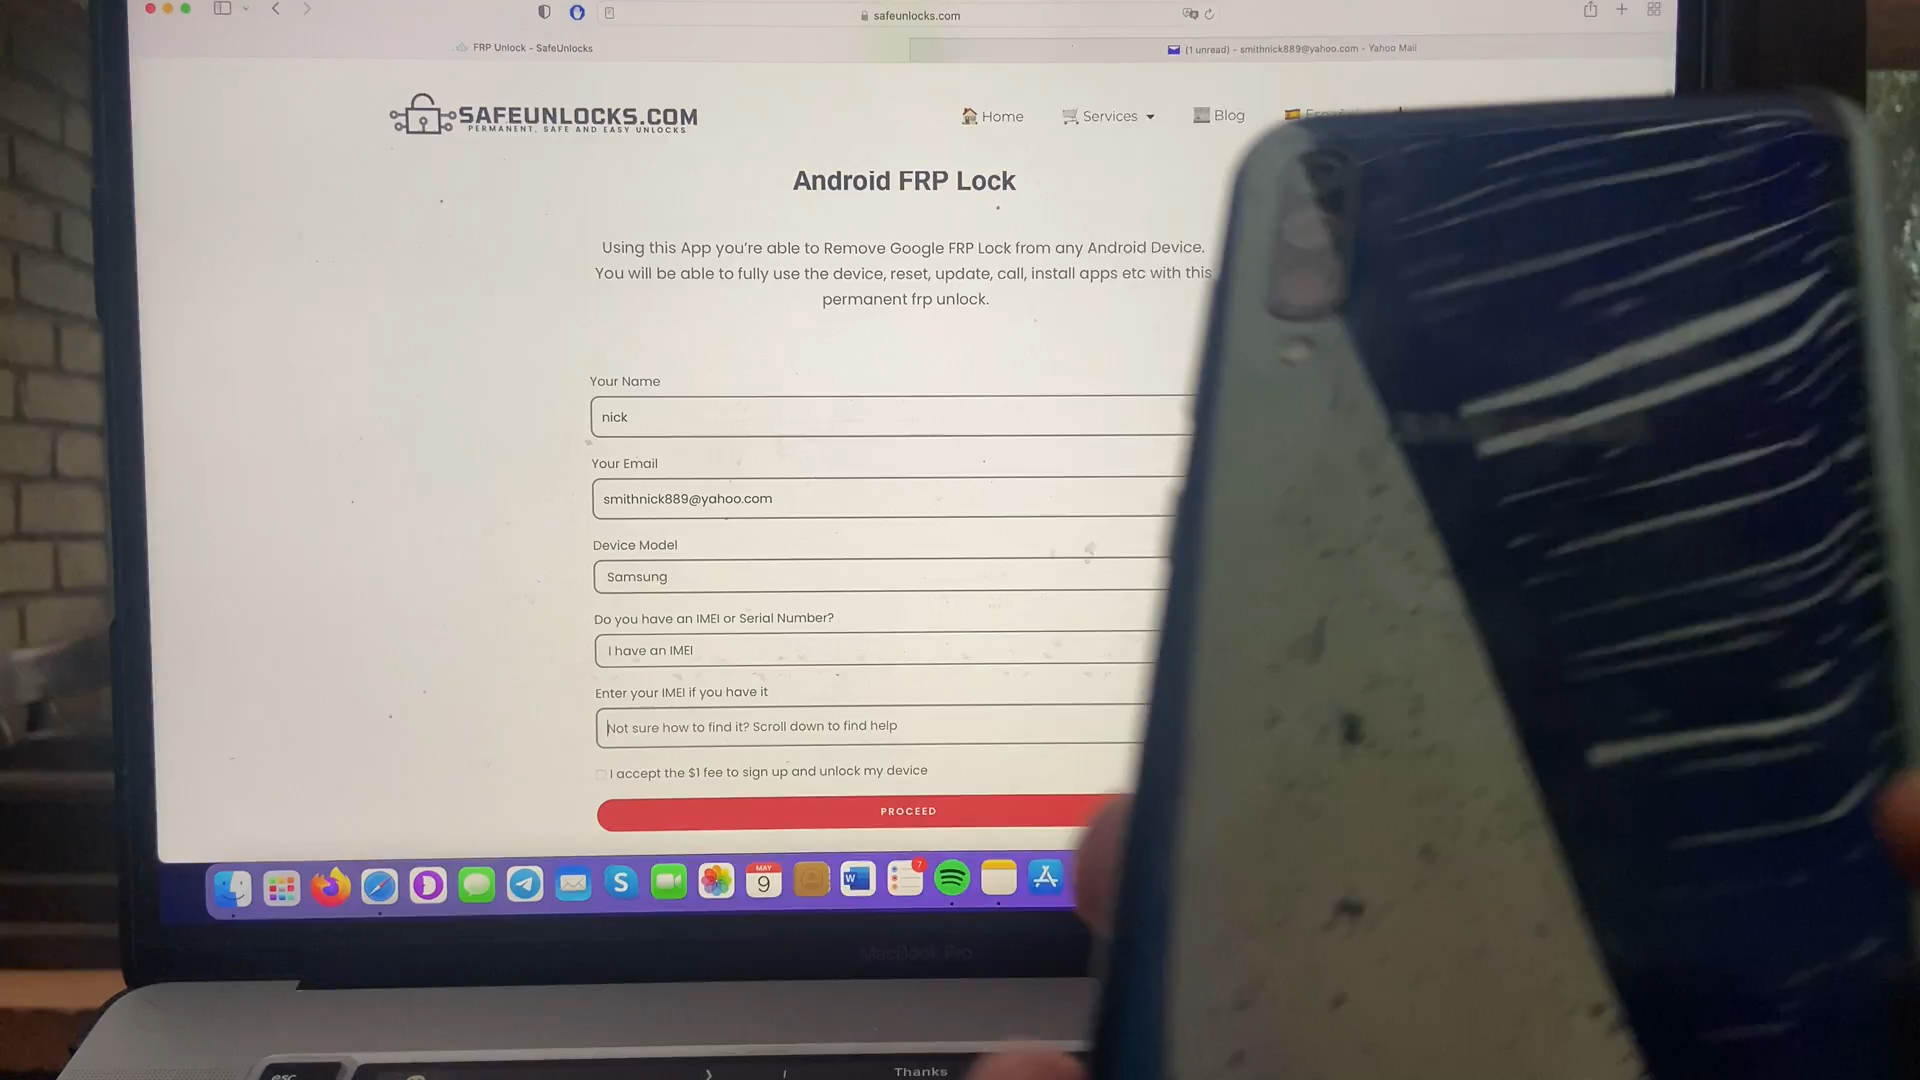 safeunlocks.com
FRP Unlock - SafeUnlocks
(1 unread) - smithnick889@yahoo.com - Yahoo Mail
SAFEUNLOCKS.COM
PERMANENT, SAFE AND EASY UNLOCKS
Home
Services
Blog
Android FRP Lock
Using this App you're able to Remove Google FRP Lock from any Android Device.
You will be able to fully use the device, reset, update, call, install apps etc with this
permanent frp unlock.
Your Name
nick
Your Email
smithnick889@yahoo.com
Device Model
Samsung
Do you have an IMEI or Serial Number?
I have an IMEI
Enter your IMEI if you have it
Not sure how to find it? Scroll down to find help
I accept the $1 fee to sign up and unlock my device
PROCEED
MAY
9
W
7
S
MacBook Pro
esc
Thanks
I